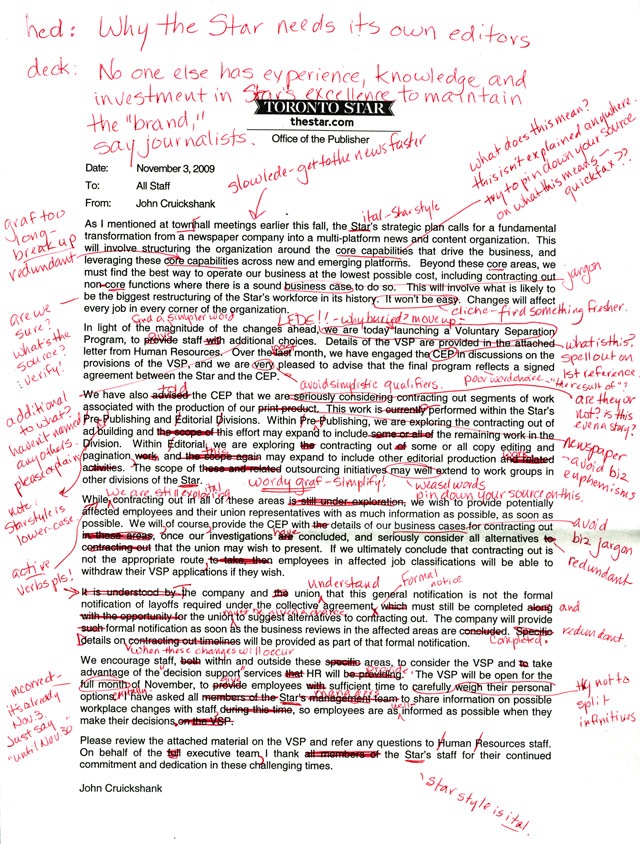 hed: Why the Star needs its own editors
deck: No one else has experience, knowledge and
investment in Star's excellence to maintain
the "brand,"
say journalists.
TORONTO STAR
thestar.com
Office of the Publisher
slow lede - get to the news faster
what does this mean?
this isn't explained anywhere.
try to pin down your source
on what this means -
quickfax??
Date: November 3, 2009
To: All Staff
From: John Cruickshank
ital - Star style
graf too
long -
break up
redundant
As I mentioned at townhall meetings earlier this fall, the Star's strategic plan calls for a fundamental
transformation from a newspaper company into a multi-platform news and content organization. This
will involve structuring the organization around the core capabilities that drive the business, and
leveraging these core capabilities across new and emerging platforms. Beyond these core areas, we
must find the best way to operate our business at the lowest possible cost, including contracting out
non-core functions where there is a sound business case, to do so. This will involve what is likely to
be the biggest restructuring of the Star's workforce in its history. It won't be easy. Changes will affect
every job in every corner of the organization.
jargon
cliche - find something fresher.
find a simpler word
LEDE!! - why buried? move up -
are we
sure?
what's the
source?
verify!
In light of the magnitude of the changes ahead, we are today launching a Voluntary Separation
Program, to provide staff with additional choices. Details of the VSP are provided in the attached
letter from Human Resources. Over the last month, we have engaged the CEP in discussions on the
provisions of the VSP, and we are very pleased to advise that the final program reflects a signed
agreement between the Star and the CEP.
give
what is this?
spell out on
1st reference.
avoid simplistic qualifiers.
poor word choice - "the result of"?
are they or
not? is this
even a story?
told
additional
to what?
haven't named
any others -
please explain
We have also advised the CEP that we are seriously considering contracting out segments of work
associated with the production of our print product. This work is currently performed within the Star's
Pre-Publishing and Editorial Divisions. Within Pre-Publishing, we are exploring contracting out of
ad building and the scope of this effort may expand to include some or all of the remaining work in the
Division. Within Editorial, we are exploring the contracting out of some or all copy editing and
pagination work, and the scope again may expand to include other editorial production and related
activities. The scope of these and related outsourcing initiatives may well extend to work groups in
other divisions of the Star.
this
newspaper
- avoid biz
euphemisms
note
Star style is
lower-case
ital
wordy graf - simplify!
weasel words
pin down your source on this.
We are still exploring
While contracting out in all of these areas is still under exploration, we wish to provide potentially
affected employees and their union representatives with as much information as possible, as soon as
possible. We will of course provide the CEP with the details of our business cases for contracting out
in these areas, once our investigations are concluded, and seriously consider all alternatives to
contracting out that the union may wish to present. If we ultimately conclude that contracting out is
not the appropriate route to take then employees in affected job classifications will be able to
withdraw their VSP applications if they wish.
have
avoid
biz jargon
redundant
active
verbs pls!
understand
formal
notice
It is understood by the company and the union that this general notification is not the formal
notification of layoffs required under the collective agreement, which must still be completed along
with the opportunity for the union to suggest alternatives to contracting out. The company will provide
such formal notification as soon as the business reviews in the affected areas are concluded. Specific
details on contracting out timelines will be provided as part of that formal notification.
and
must be given a chance
completed.
redundant
when these changes will occur
We encourage staff, both within and outside these specific areas, to consider the VSP and to take
advantage of the "decision support" services that HR will be providing. The VSP will be open for the
full month of November, to provide employees with sufficient time to carefully weigh their personal
options. I have asked all members of the Star's management team to share information on possible
workplace changes with staff during this time, so employees are as informed as possible when they
make their decisions, on the VSP.
provide.
give
managers
well-
incorrect -
it's already
Nov 3.
Just say
"until Nov 30"
try not to
split
infinitives
Please review the attached material on the VSP and refer any questions to Human Resources staff.
On behalf of the full executive team, I thank all members of the Star's staff for their continued
commitment and dedication in these challenging times.
John Cruickshank
Star style is ital.